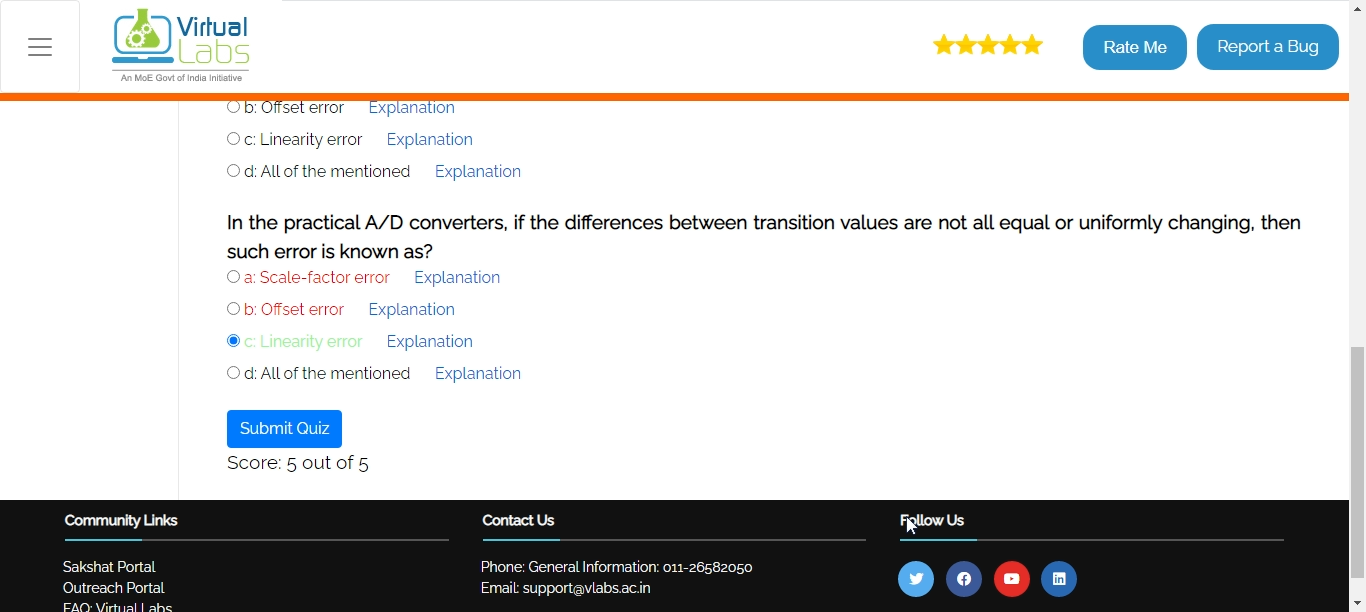 Virtual
Labs
An MoE Govt of India Initiative
Rate Me
Report a Bug
b: Offset error Explanation
c: Linearity error Explanation
d: All of the mentioned Explanation
In the practical A/D converters, if the differences between transition values are not all equal or uniformly changing, then
such error is known as?
a: Scale-factor error Explanation
b: Offset error Explanation
c: Linearity error Explanation
d: All of the mentioned Explanation
Submit Quiz
Score: 5 out of 5
Community Links
Sakshat Portal
Outreach Portal
FAQ: Virtual Labs
Contact Us
Phone: General Information: 011-26582050
Email: support@vlabs.ac.in
Follow Us